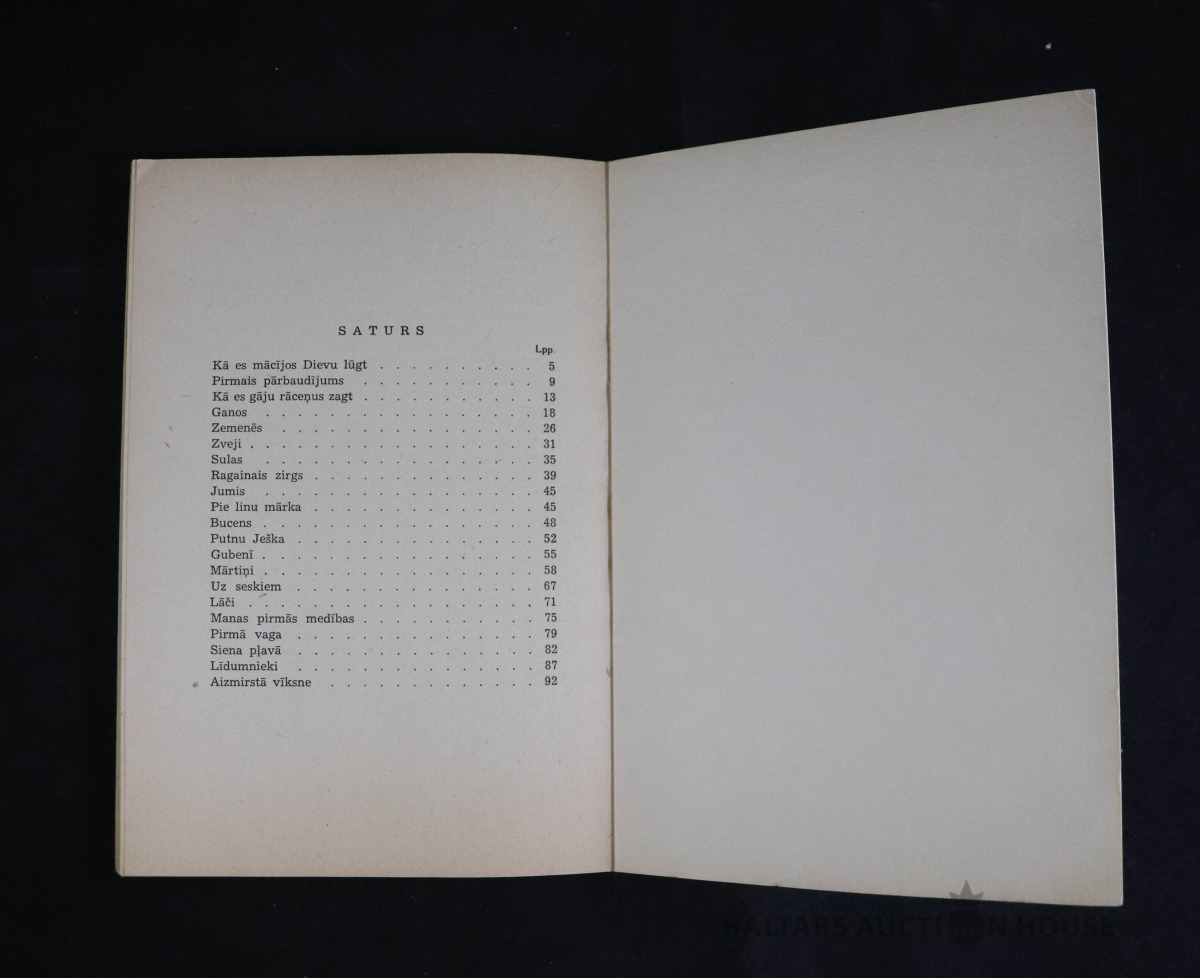 SATURS
Lpp.
Kā es mācījos Dievu lūgt . . . . . . . . . . 5
Pirmais pārbaudījums . . . . . . . . . . . 9
Kā es gāju rāceņus zagt . . . . . . . . . . . 13
Ganos . . . . . . . . . . . . . . . . . 18
Zemenēs . . . . . . . . . . . . . . . . 26
Zveji . . . . . . . . . . . . . . . . . . 31
Sulas . . . . . . . . . . . . . . . . . 35
Ragainais zirgs . . . . . . . . . . . . . . 39
Jumis . . . . . . . . . . . . . . . . . 45
Pie linu mārka . . . . . . . . . . . . . . 45
Bucens . . . . . . . . . . . . . . . . . 48
Putnu Ješka . . . . . . . . . . . . . . . 52
Gubenī . . . . . . . . . . . . . . . . . 55
Mārtiņi . . . . . . . . . . . . . . . . . 58
Uz seskiem . . . . . . . . . . . . . . . 67
Lāči . . . . . . . . . . . . . . . . . . 71
Manas pirmās medības . . . . . . . . . . . 75
Pirmā vaga . . . . . . . . . . . . . . . 79
Siena pļavā . . . . . . . . . . . . . . . 82
Līdumnieki . . . . . . . . . . . . . . . 87
Aizmirstā vīksne . . . . . . . . . . . . . 92
BALTARS AUCTION HOUSE